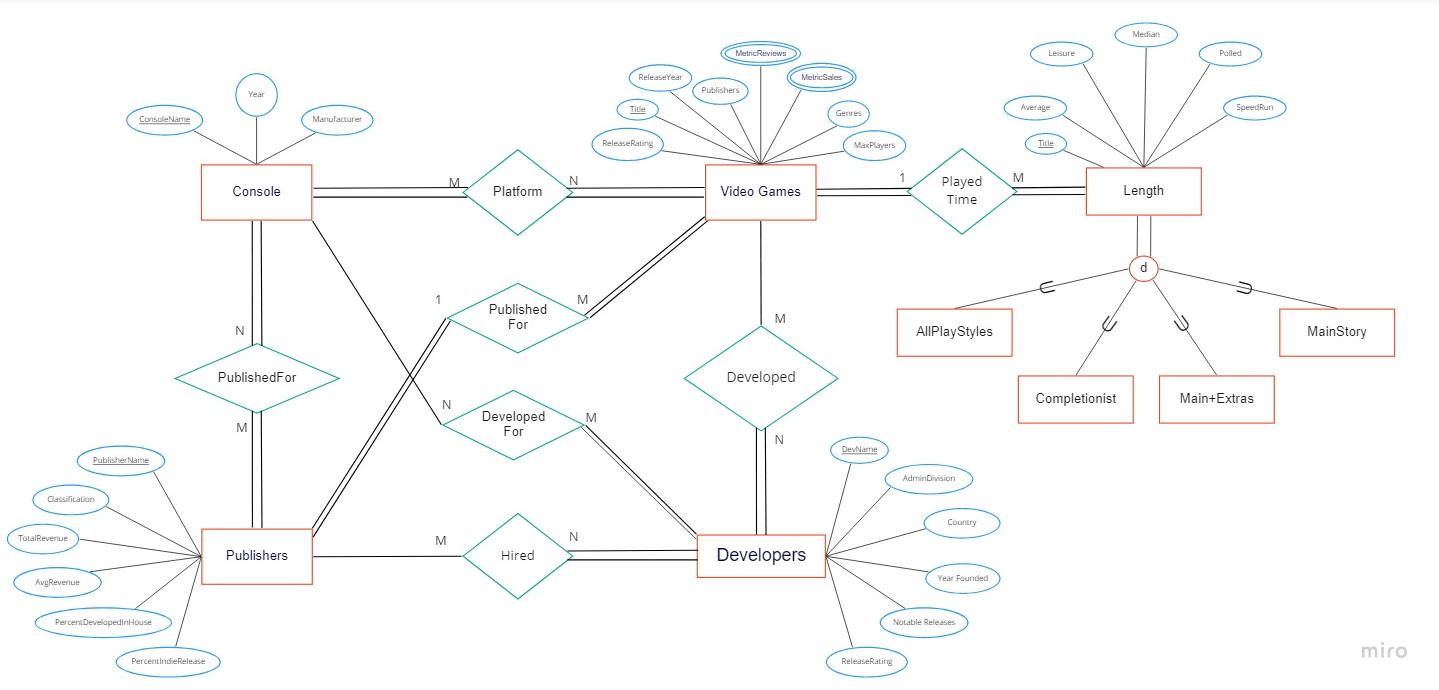 MetricReviews
Median
Leisure
Polled
ReleaseYear
MetricSales
Publishers
Year
ConsoleName
Manufacturer
Title
Genres
Average
SpeedRun
ReleaseRating
MaxPlayers
Title
Console
M
Platform
N
Video Games
1
Played
Time
M
Length
d
1
Published
For
M
M
AllPlayStyles
MainStory
N
PublishedFor
Developed
Completionist
Main+Extras
N
Developed
For
M
M
N
PublisherName
DevName
Classification
AdminDivision
TotalRevenue
Country
Publishers
M
Hired
N
Developers
AvgRevenue
Year Founded
PercentDevelopedInHouse
Notable Releases
PercentIndieRelease
ReleaseRating
miro